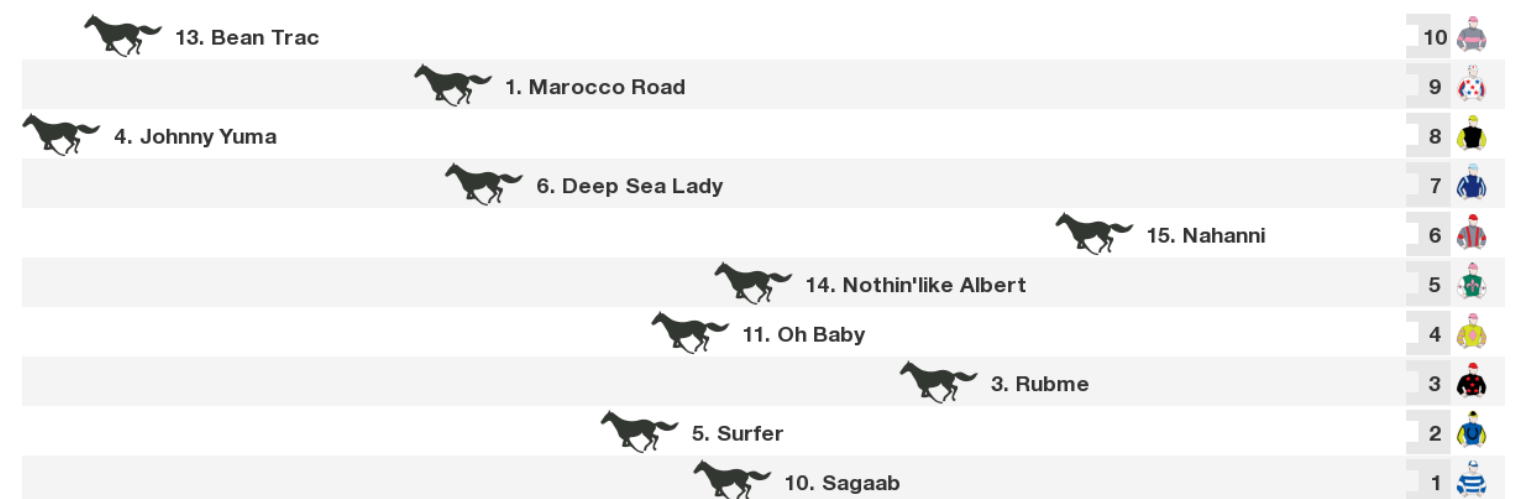 13. Bean Trac 10
1. Marocco Road 9
4. Johnny Yuma 8
6. Deep Sea Lady 7
15. Nahanni 6
14. Nothin'like Albert 5
11. Oh Baby 4
3. Rubme 3
5. Surfer 2
10. Sagaab 1